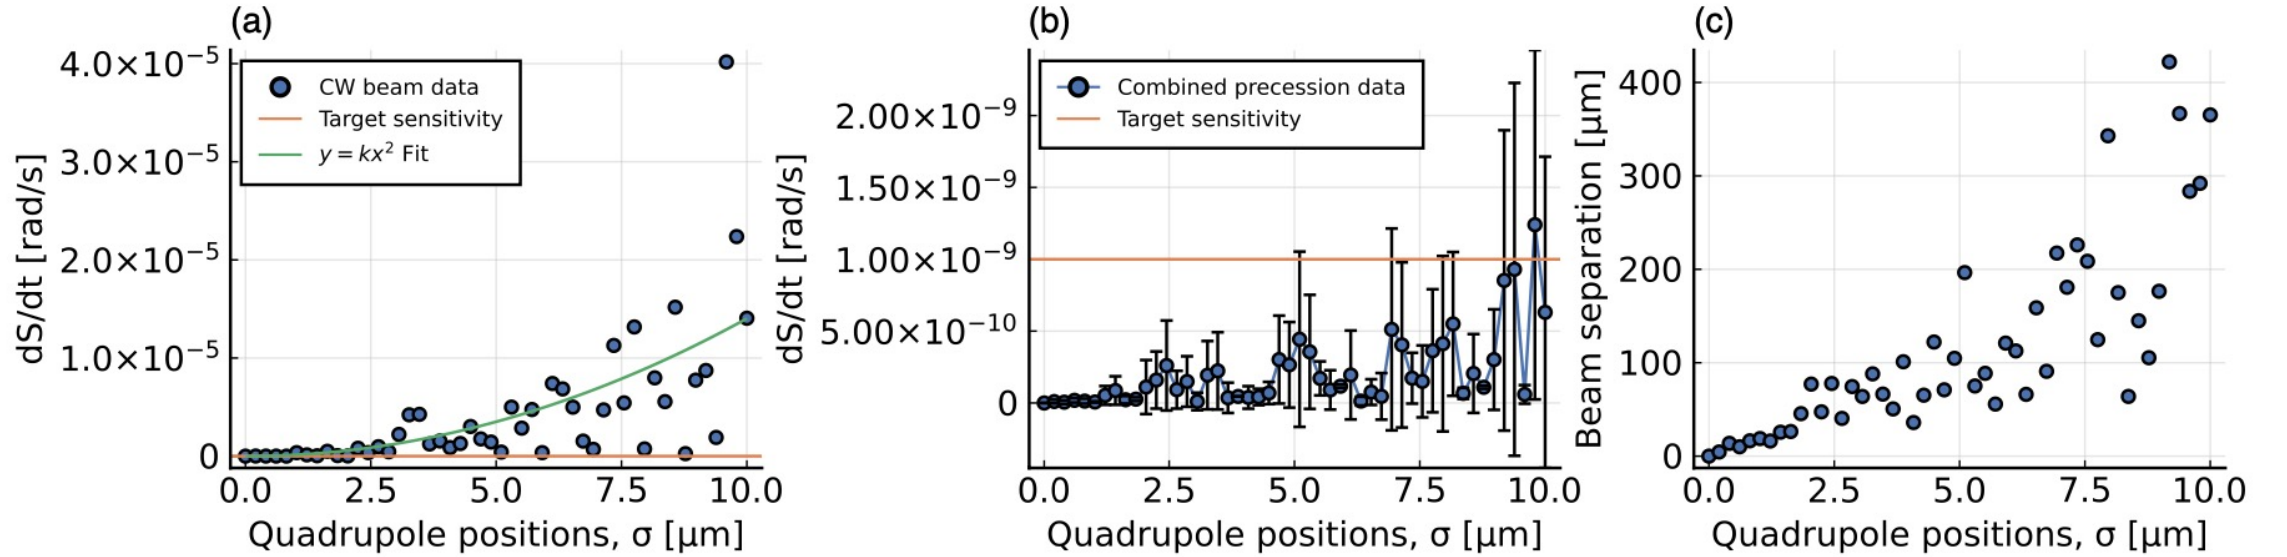 (a)
4.0×10⁻⁵
3.0×10⁻⁵
2.0×10⁻⁵
1.0×10⁻⁵
0
dS/dt [rad/s]
CW beam data
Target sensitivity
y = kx² Fit
0.0 2.5 5.0 7.5 10.0
Quadrupole positions, σ [μm]
(b)
2.00×10⁻⁹
1.50×10⁻⁹
1.00×10⁻⁹
5.00×10⁻¹⁰
0
dS/dt [rad/s]
Combined precession data
Target sensitivity
0.0 2.5 5.0 7.5 10.0
Quadrupole positions, σ [μm]
(c)
400
300
200
100
0
Beam separation [μm]
0.0 2.5 5.0 7.5 10.0
Quadrupole positions, σ [μm]